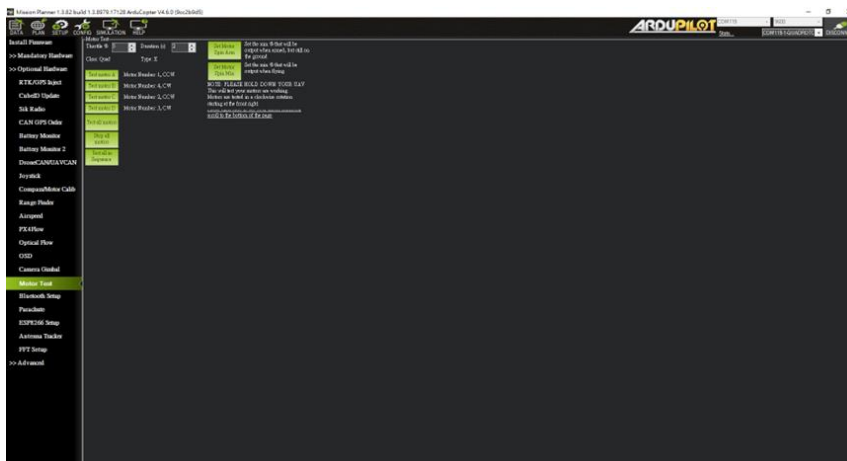 Mission Planner 1.3.82 build 1.3.8979.17128 ArduCopter V4.6.0
DATA PLAN SETUP CONFIG SIMULATION HELP
ARDUPILOT
COM118
Stats...
COM118-1-QUADROTOR
DISCONNECT
Install Firmware
>> Mandatory Hardware
>> Optional Hardware
RTK/GPS Inject
CubeID Update
Sik Radio
CAN GPS Order
Battery Monitor
Battery Monitor 2
DroneCAN/UAVCAN
Joystick
Compass/Motor Calib
Range Finder
Airspeed
PX4Flow
Optical Flow
OSD
Camera Gimbal
Motor Test
Bluetooth Setup
Parachute
ESP8266 Setup
Antenna Tracker
FFT Setup
>> Advanced
Motor Test
Throttle % Duration (s) 2
Class: Quad Type: X
Test motor A Motor Number: 1, CCW
Test motor B Motor Number: 4, CW
Test motor C Motor Number: 2, CCW
Test motor D Motor Number: 3, CW
Test all motors
Stop all motors
Test all in Sequence
Set Motor Spin Arm
Set the min % that will be
output when armed, but still on
the ground
Set Motor Spin Min
Set the min % that will be
output when flying
NOTE: PLEASE HOLD DOWN YOUR UAV
This will test your motors are working.
Motors are tested in a clockwise rotation
starting at the front right
scroll to the bottom of the page